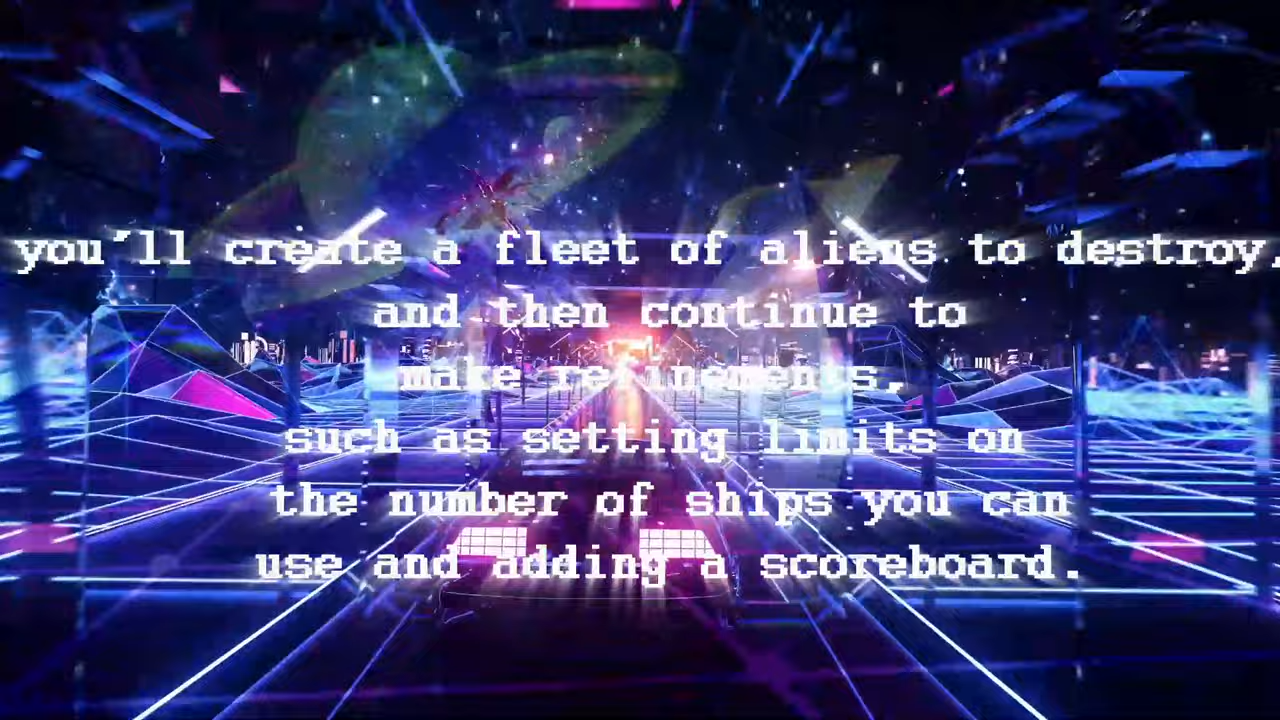 you'll create a fleet of aliens to destroy,
and then continue to
make refinements,
such as setting limits on
the number of ships you can
use and adding a scoreboard.